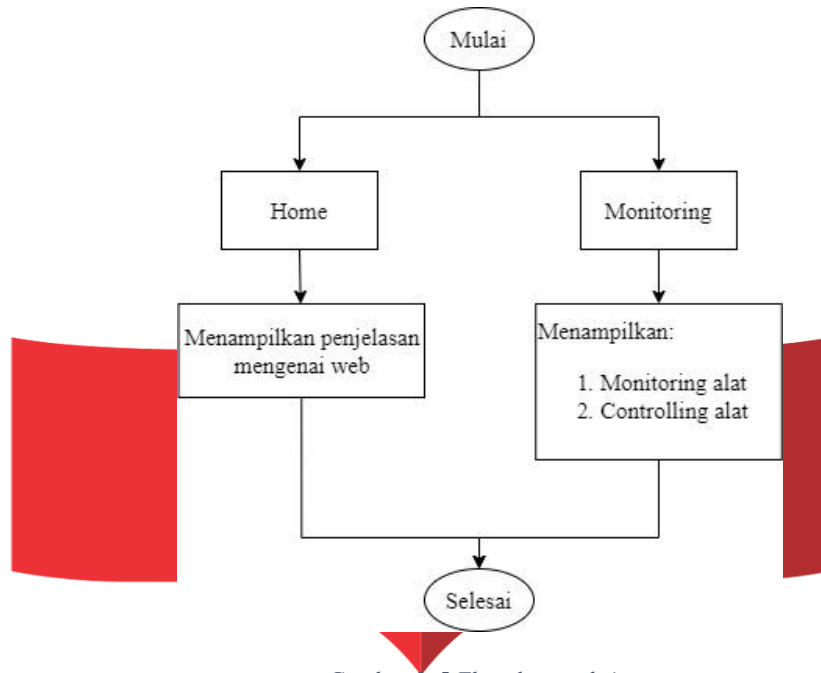 Mulai
Home
Monitoring
Menampilkan penjelasan
mengenai web
Menampilkan:
1. Monitoring alat
2. Controlling alat
Selesai